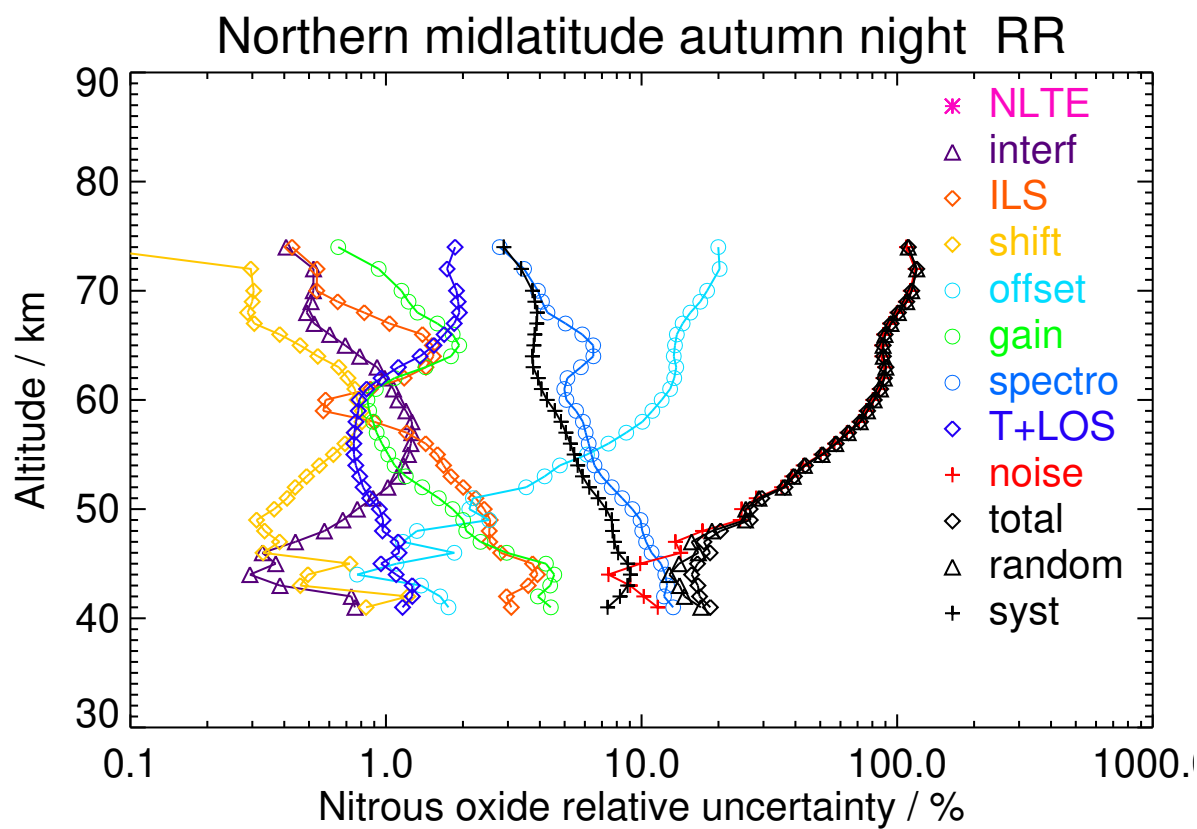 Northern midlatitude autumn night RR
90
80
70
60
50
40
30
Altitude / km
NLTE
interf
ILS
shift
offset
gain
spectro
T+LOS
noise
total
random
syst
0.1 1.0 10.0 100.0 1000.0
Nitrous oxide relative uncertainty / %